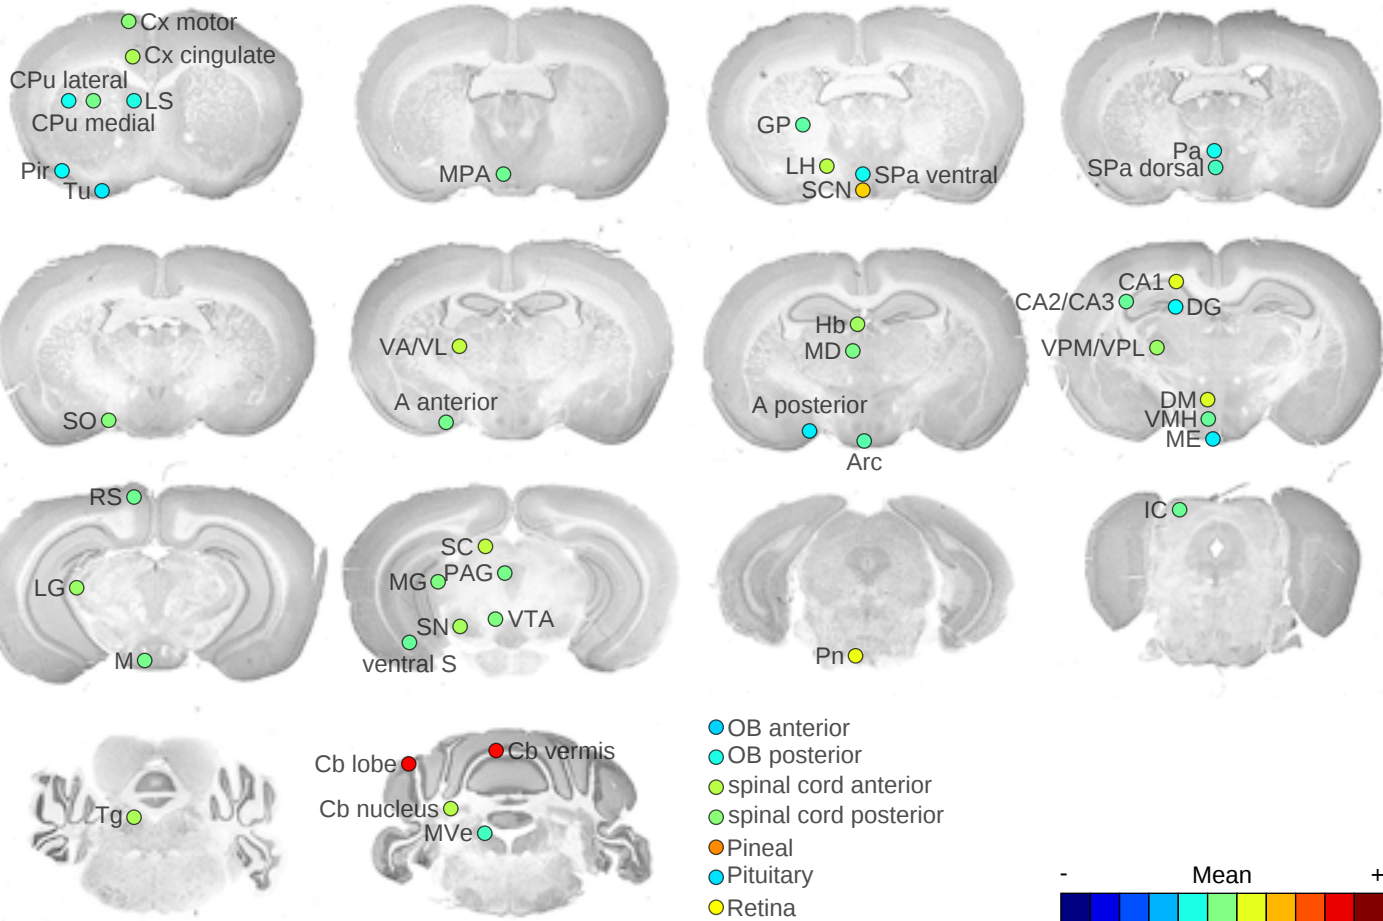 Cx motor
Cx cingulate
CPu lateral
LS
CPu medial
Pir
Tu
MPA
GP
LH
SPa ventral
SCN
Pa
SPa dorsal
SO
VA/VL
A anterior
Hb
MD
A posterior
Arc
CA1
CA2/CA3
DG
VPM/VPL
DM
VMH
ME
RS
LG
M
SC
MG
PAG
SN
VTA
ventral S
Pn
IC
Tg
Cb lobe
Cb vermis
Cb nucleus
MVe
OB anterior
OB posterior
spinal cord anterior
spinal cord posterior
Pineal
Pituitary
Retina
- Mean +